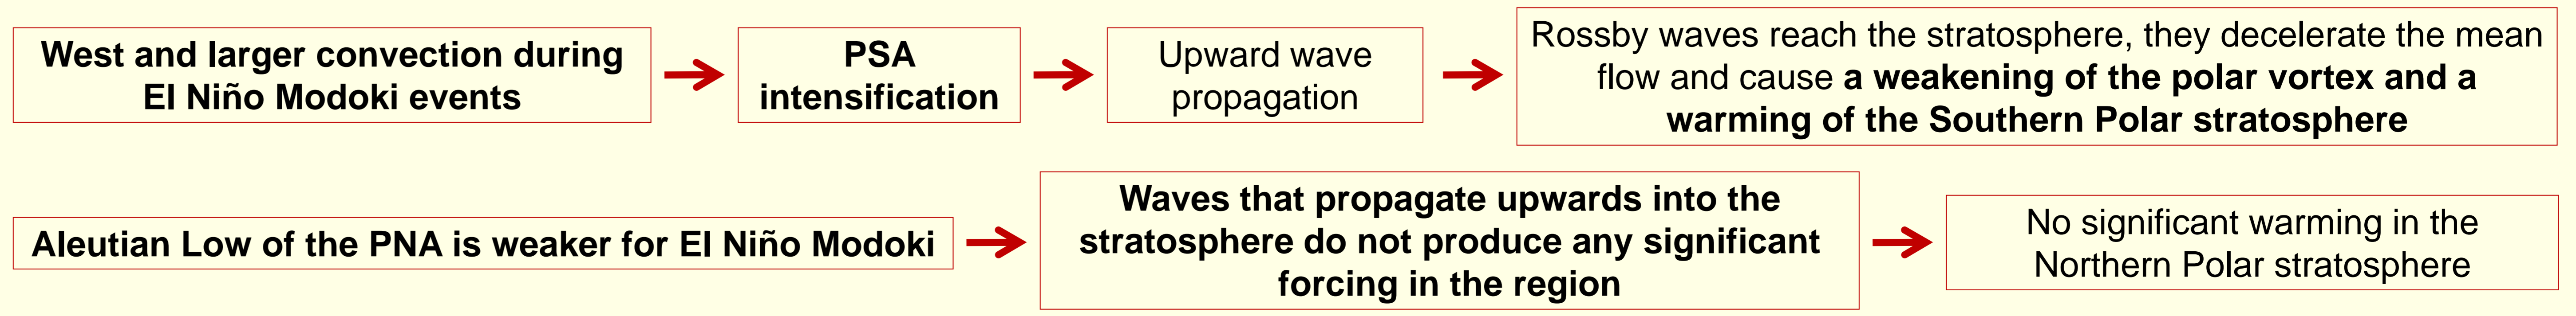 West and larger convection during
El Niño Modoki events
PSA
intensification
Upward wave
propagation
Rossby waves reach the stratosphere, they decelerate the mean
flow and cause a weakening of the polar vortex and a
warming of the Southern Polar stratosphere
Aleutian Low of the PNA is weaker for El Niño Modoki
Waves that propagate upwards into the
stratosphere do not produce any significant
forcing in the region
No significant warming in the
Northern Polar stratosphere